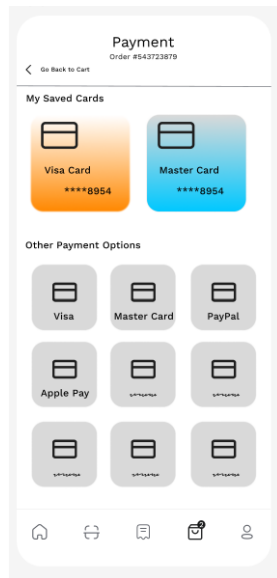 Payment
Order #543723879
Go Back to Cart
My Saved Cards
Visa Card
****8954
Master Card
****8954
Other Payment Options
Visa
Master Card
PayPal
Apple Pay
2